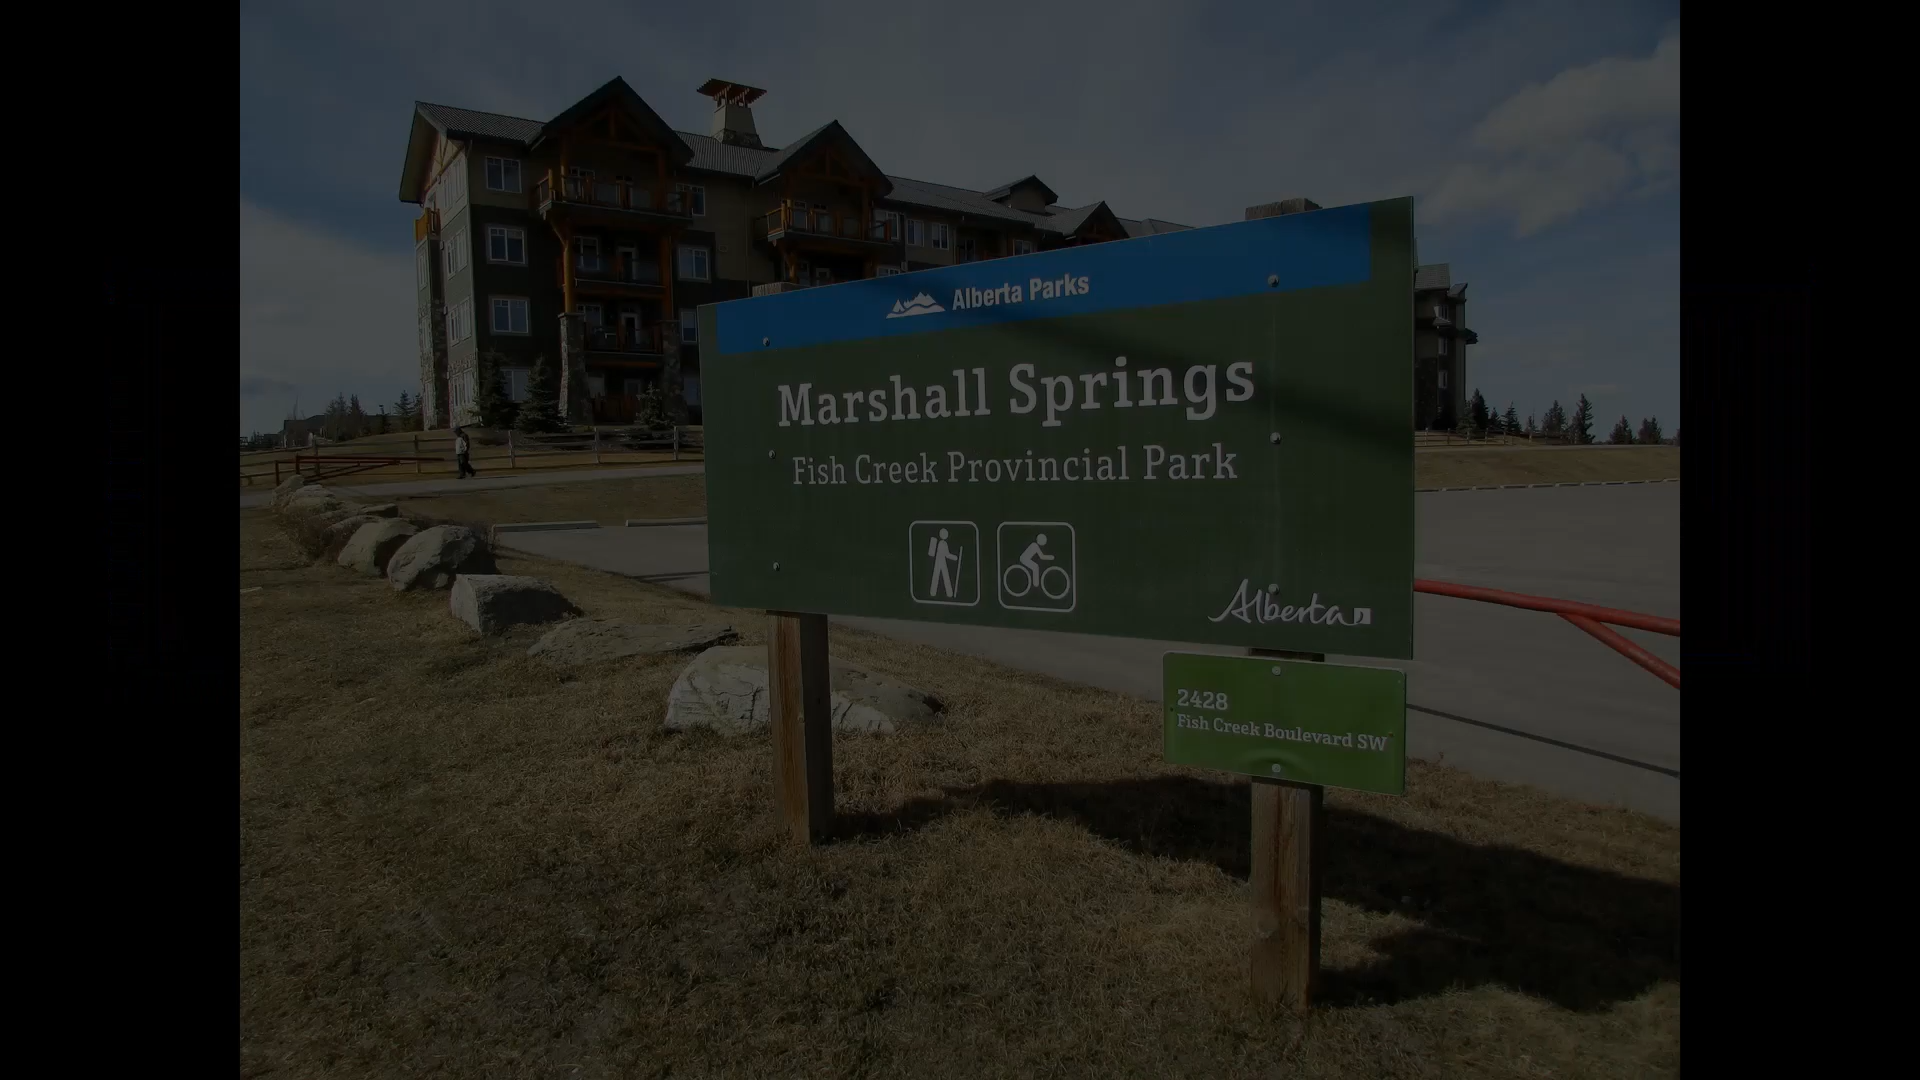 Alberta Parks
Marshall Springs
Fish Creek Provincial Park
Alberta
2428
Fish Creek Boulevard SW